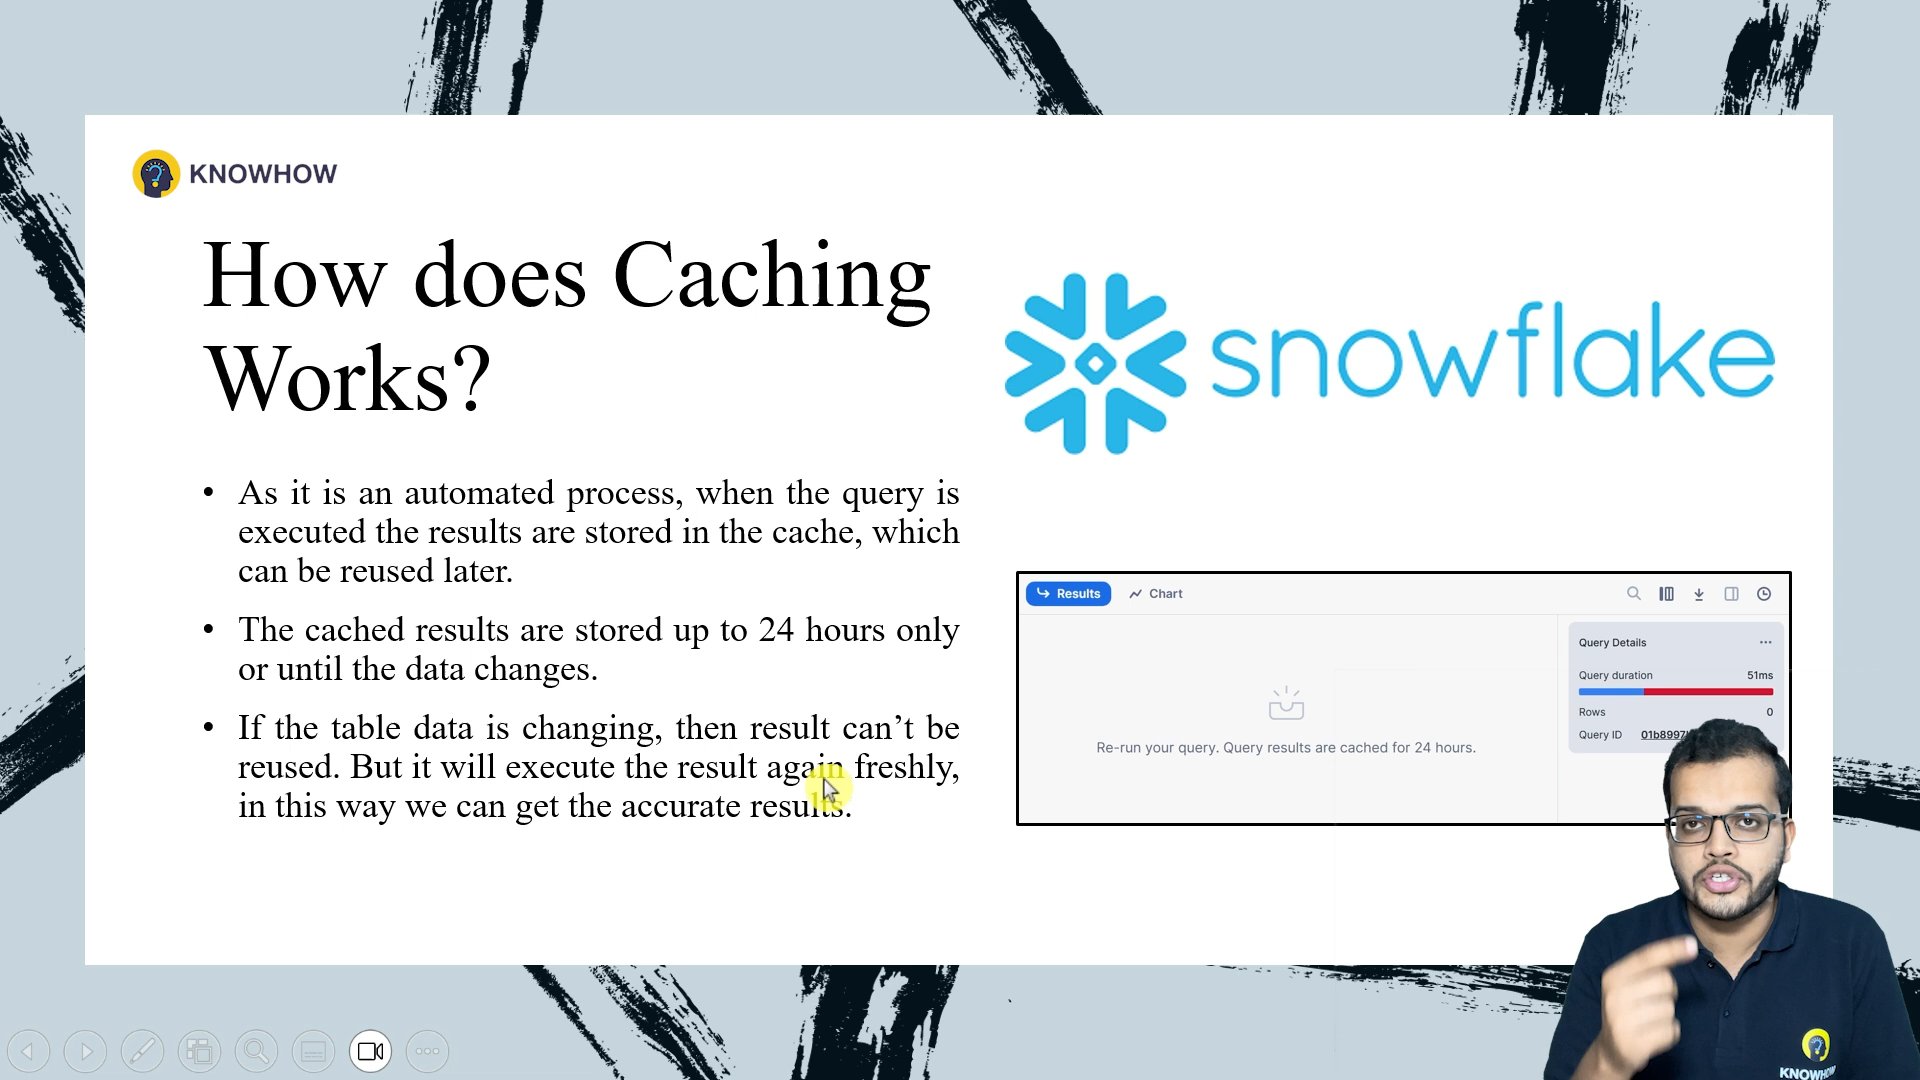 KNOWHOW
How does Caching
Works?
snowflake
• As it is an automated process, when the query is
executed the results are stored in the cache, which
can be reused later.
• The cached results are stored up to 24 hours only
or until the data changes.
• If the table data is changing, then result can’t be
reused. But it will execute the result again freshly,
in this way we can get the accurate results.
Results Chart
Query Details
Query duration 51ms
Rows 0
Query ID 01b8997
Re-run your query. Query results are cached for 24 hours.
KNOWHOW